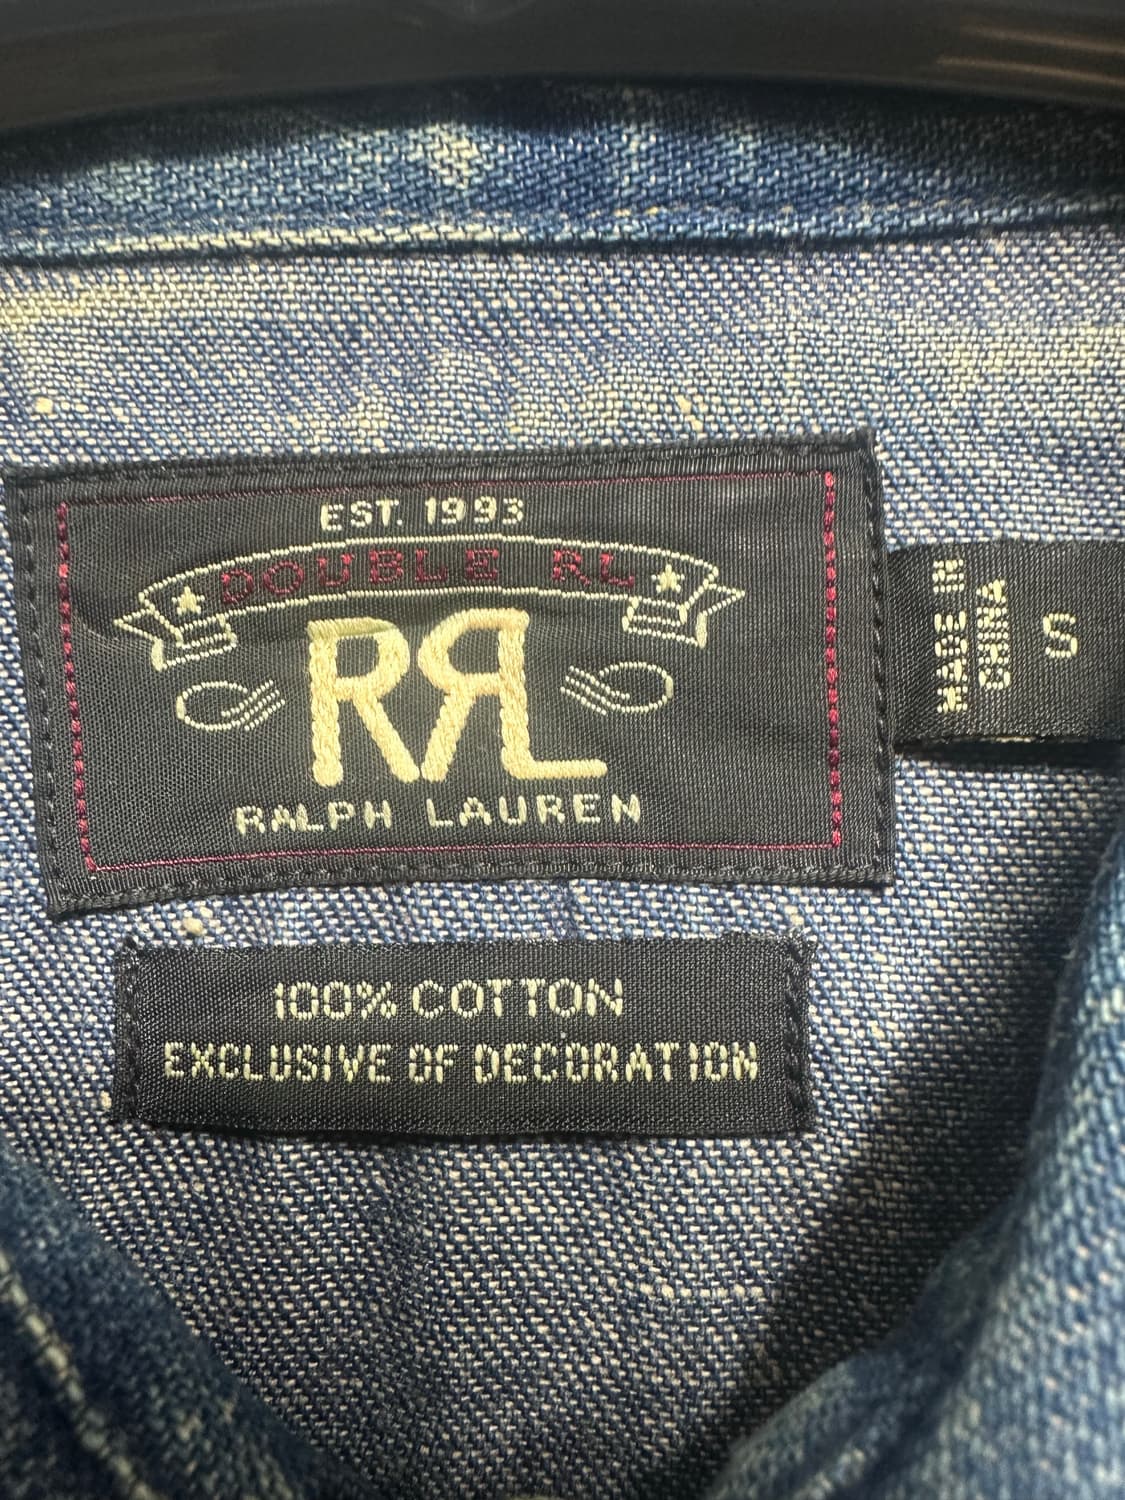 EST. 1993
DOUBLE RL
RRL
RALPH LAUREN
MADE IN
CHINA
S
100% COTTON
EXCLUSIVE OF DECORATION